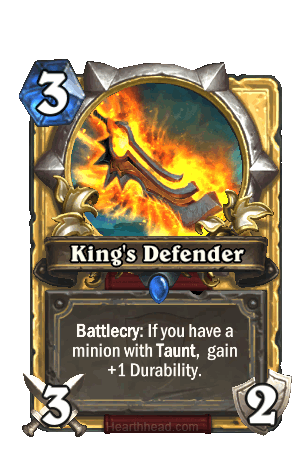 3
King's Defender
Battlecry: If you have a
minion with Taunt, gain
+1 Durability.
3
2
Hearthhead.com